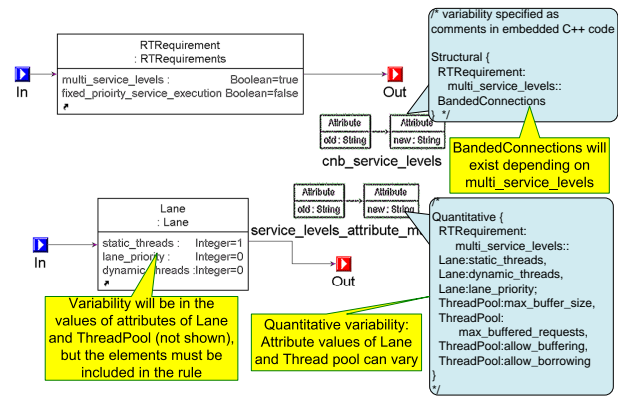 RTRequirement
: RTRequirements
multi_service_levels : Boolean=true
fixed_prioirty_service_execution Boolean=false
In
Out
/* variability specified as
comments in embedded C++ code
Structural {
RTRequirement:
multi_service_levels::
BandedConnections
} */
Attribute
old : String
Attribute
new : String
cnb_service_levels
BandedConnections will
exist depending on
multi_service_levels
Attribute
old : String
Attribute
new : String
service_levels_attribute_m
Lane
: Lane
static_threads : Integer=1
lane_priority : Integer=0
dynamic_threads :Integer=0
In
Out
/*
Quantitative {
RTRequirement:
multi_service_levels::
Lane:static_threads,
Lane:dynamic_threads,
Lane:lane_priority;
ThreadPool:max_buffer_size,
ThreadPool:
max_buffered_requests,
ThreadPool:allow_buffering,
ThreadPool:allow_borrowing
}
*/
Variability will be in the
values of attributes of Lane
and ThreadPool (not shown),
but the elements must be
included in the rule
Quantitative variability:
Attribute values of Lane
and Thread pool can vary